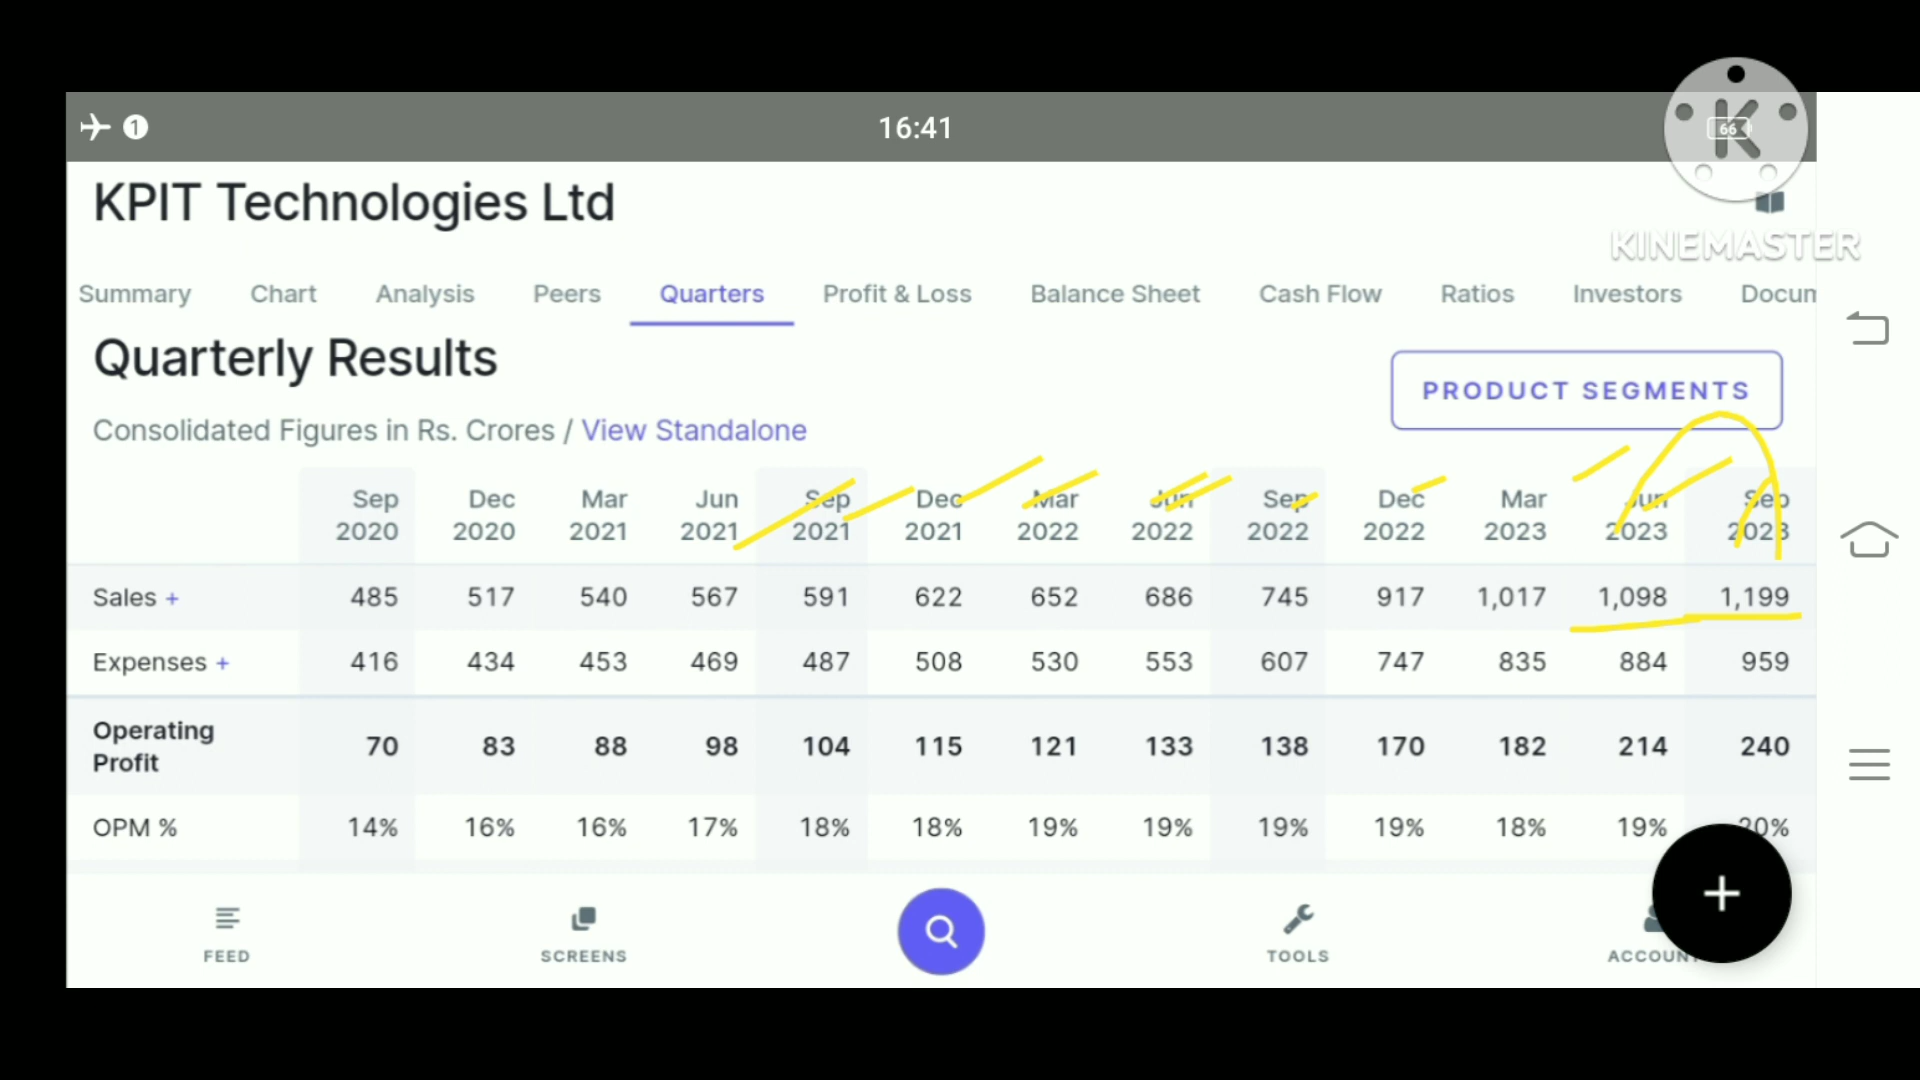 1 16:41 66
K
KPIT Technologies Ltd
KINEMASTER
Summary Chart Analysis Peers Quarters Profit & Loss Balance Sheet Cash Flow Ratios Investors Docum
Quarterly Results
PRODUCT SEGMENTS
Consolidated Figures in Rs. Crores / View Standalone
Sep Dec Mar Jun Sep Dec Mar Jun Sep Dec Mar Jun Sep
2020 2020 2021 2021 2021 2021 2022 2022 2022 2022 2023 2023 2023
Sales + 485 517 540 567 591 622 652 686 745 917 1,017 1,098 1,199
Expenses + 416 434 453 469 487 508 530 553 607 747 835 884 959
Operating
Profit 70 83 88 98 104 115 121 133 138 170 182 214 240
OPM % 14% 16% 16% 17% 18% 18% 19% 19% 19% 19% 18% 19% 20%
FEED SCREENS TOOLS ACCOUNT